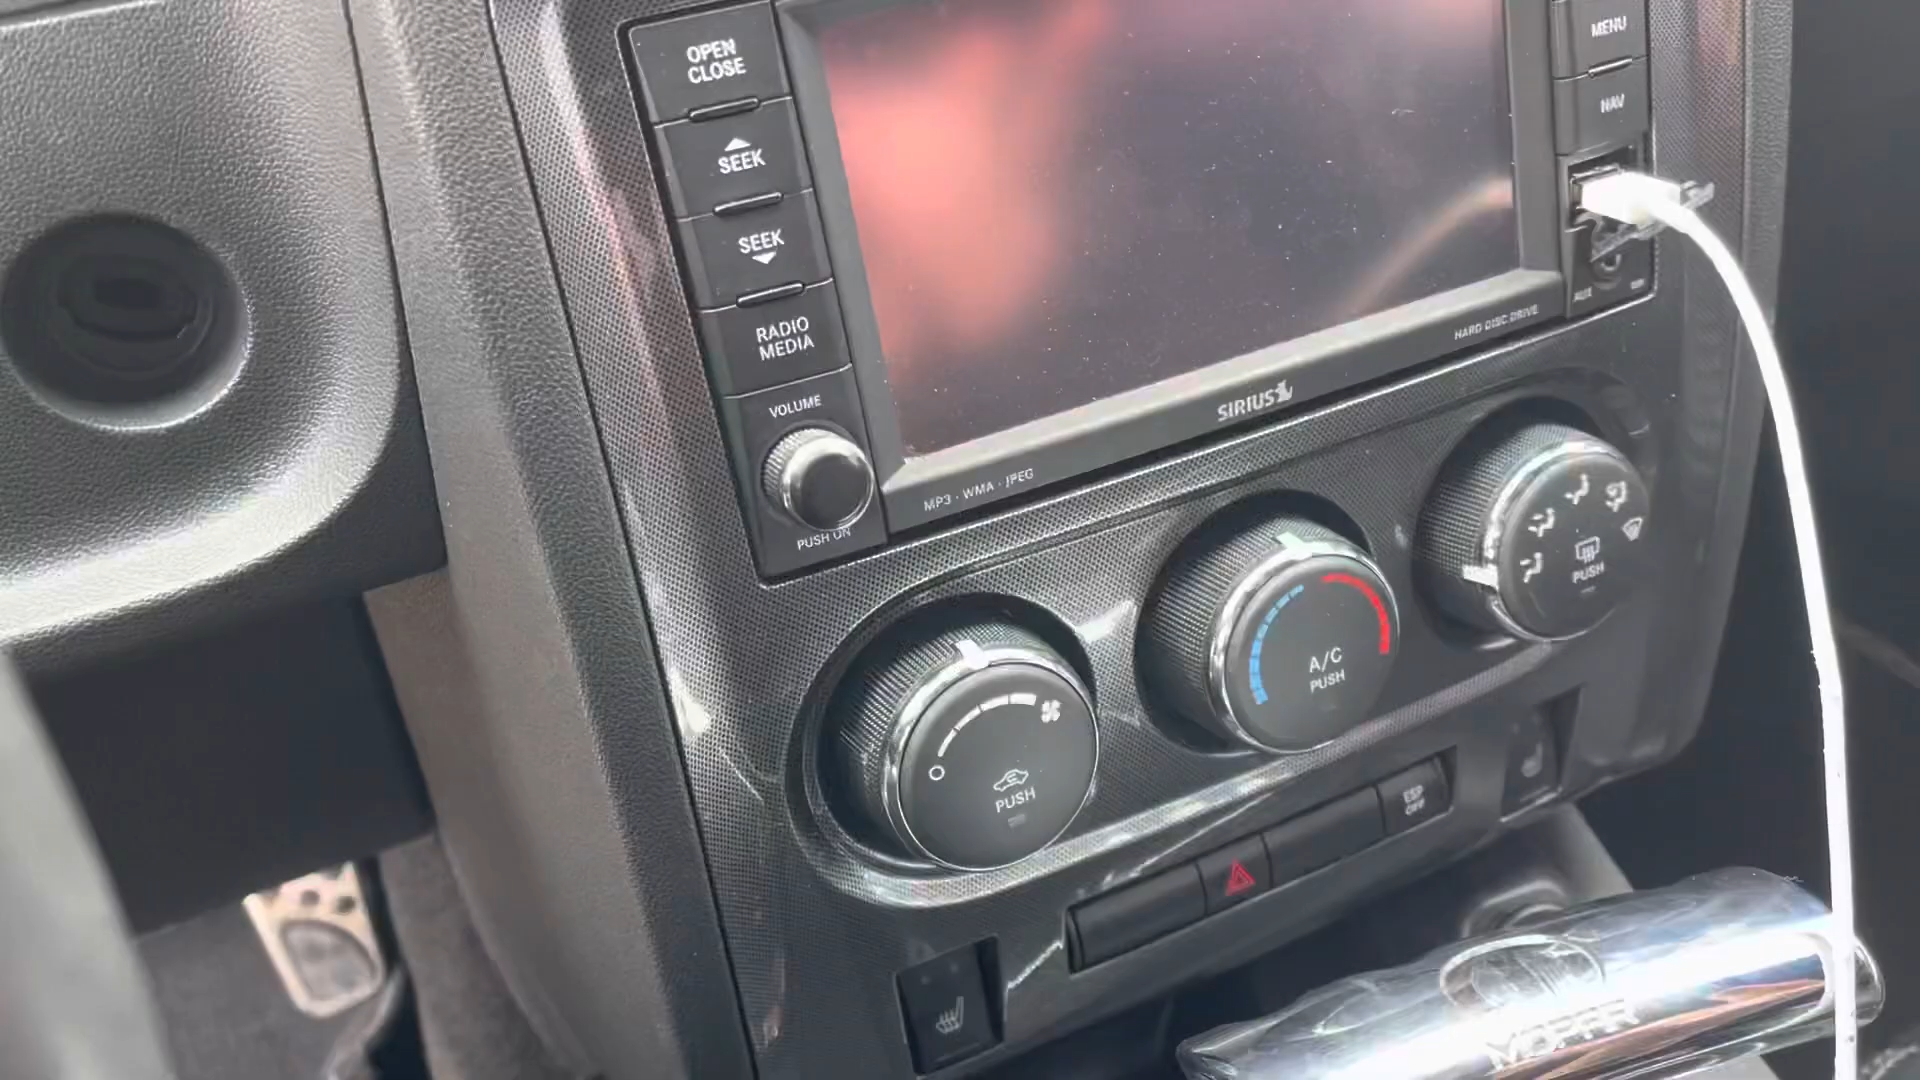 OPEN
CLOSE
SEEK
SEEK
RADIO
MEDIA
VOLUME
PUSH ON
MP3 · WMA · JPEG
SIRIUS
HARD DISC DRIVE
MENU
NAV
AUX
PUSH
A/C
PUSH
PUSH
ESP
OFF
MOPAR